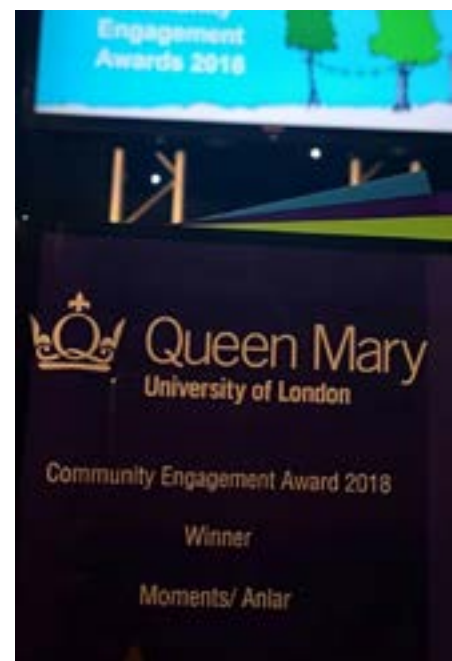 Engagement
Awards 2018
Queen Mary
University of London
Community Engagement Award 2018
Winner
Moments/ Anlar